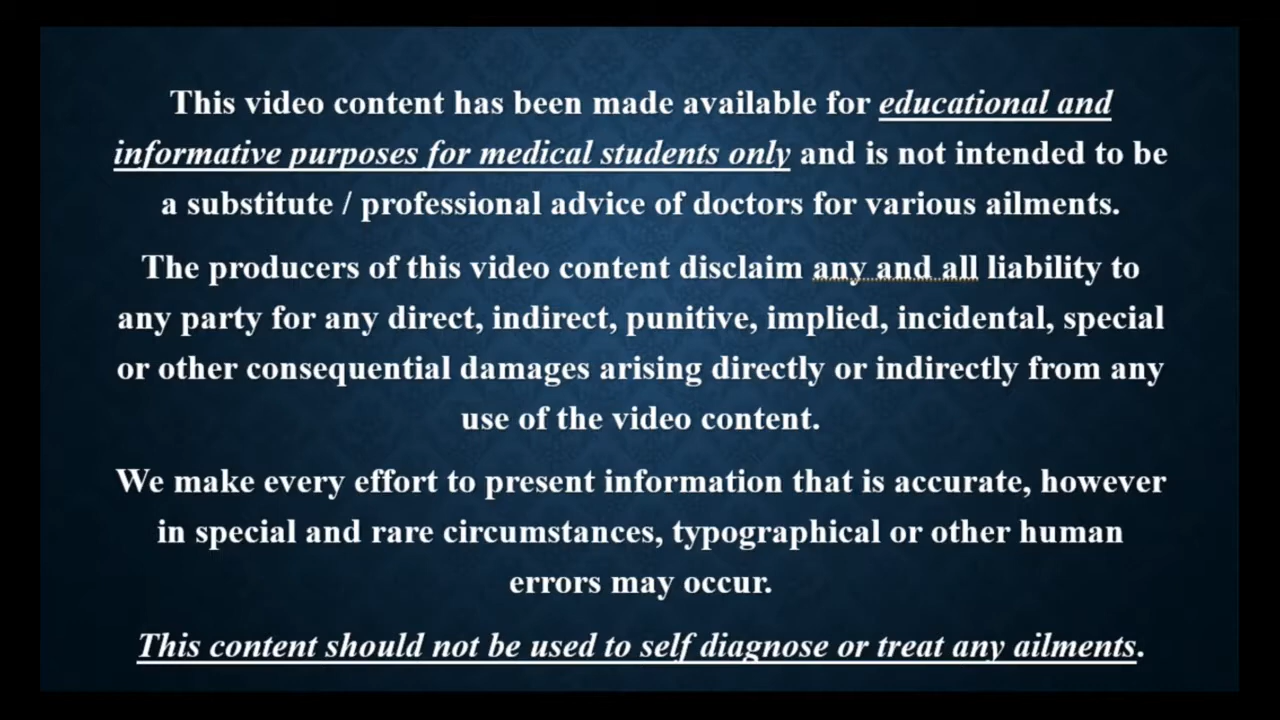 This video content has been made available for educational and
informative purposes for medical students only and is not intended to be
a substitute / professional advice of doctors for various ailments.
The producers of this video content disclaim any and all liability to
any party for any direct, indirect, punitive, implied, incidental, special
or other consequential damages arising directly or indirectly from any
use of the video content.
We make every effort to present information that is accurate, however
in special and rare circumstances, typographical or other human
errors may occur.
This content should not be used to self diagnose or treat any ailments.